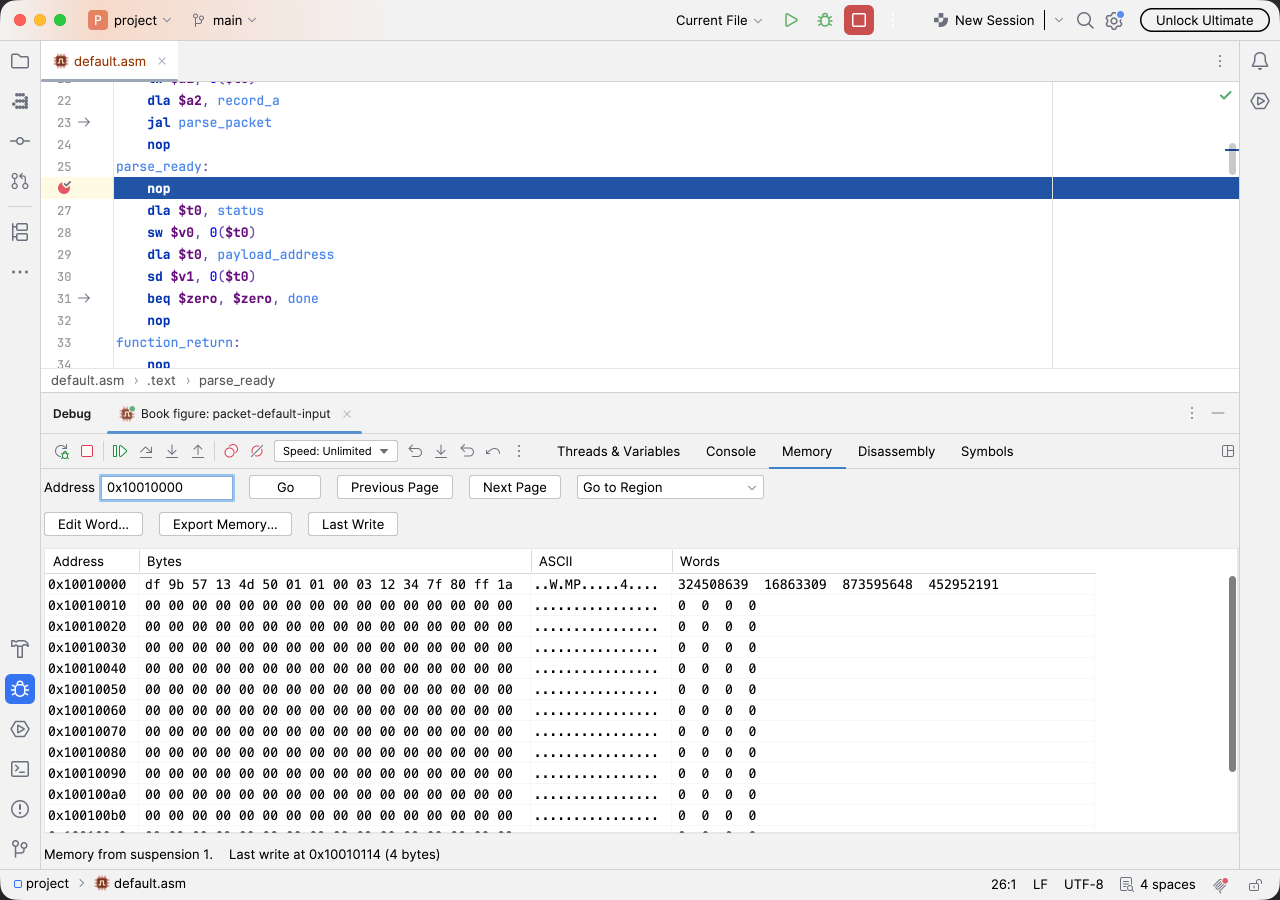 P project main Current File New Session Unlock Ultimate
default.asm
22 dla $a2, record_a
23 jal parse_packet
24 nop
25 parse_ready:
nop
27 dla $t0, status
28 sw $v0, 0($t0)
29 dla $t0, payload_address
30 sd $v1, 0($t0)
31 beq $zero, $zero, done
32 nop
33 function_return:
34 nop
default.asm › .text › parse_ready
Debug Book figure: packet-default-input
Speed: Unlimited Threads & Variables Console Memory Disassembly Symbols
Address 0x10010000 Go Previous Page Next Page Go to Region
Edit Word... Export Memory... Last Write
Address Bytes ASCII Words
0x10010000 df 9b 57 13 4d 50 01 01 00 03 12 34 7f 80 ff 1a ..W.MP.....4.... 324508639 16863309 873595648 452952191
0x10010010 00 00 00 00 00 00 00 00 00 00 00 00 00 00 00 00 ................ 0 0 0 0
0x10010020 00 00 00 00 00 00 00 00 00 00 00 00 00 00 00 00 ................ 0 0 0 0
0x10010030 00 00 00 00 00 00 00 00 00 00 00 00 00 00 00 00 ................ 0 0 0 0
0x10010040 00 00 00 00 00 00 00 00 00 00 00 00 00 00 00 00 ................ 0 0 0 0
0x10010050 00 00 00 00 00 00 00 00 00 00 00 00 00 00 00 00 ................ 0 0 0 0
0x10010060 00 00 00 00 00 00 00 00 00 00 00 00 00 00 00 00 ................ 0 0 0 0
0x10010070 00 00 00 00 00 00 00 00 00 00 00 00 00 00 00 00 ................ 0 0 0 0
0x10010080 00 00 00 00 00 00 00 00 00 00 00 00 00 00 00 00 ................ 0 0 0 0
0x10010090 00 00 00 00 00 00 00 00 00 00 00 00 00 00 00 00 ................ 0 0 0 0
0x100100a0 00 00 00 00 00 00 00 00 00 00 00 00 00 00 00 00 ................ 0 0 0 0
0x100100b0 00 00 00 00 00 00 00 00 00 00 00 00 00 00 00 00 ................ 0 0 0 0
Memory from suspension 1. Last write at 0x10010114 (4 bytes)
project › default.asm 26:1 LF UTF-8 4 spaces